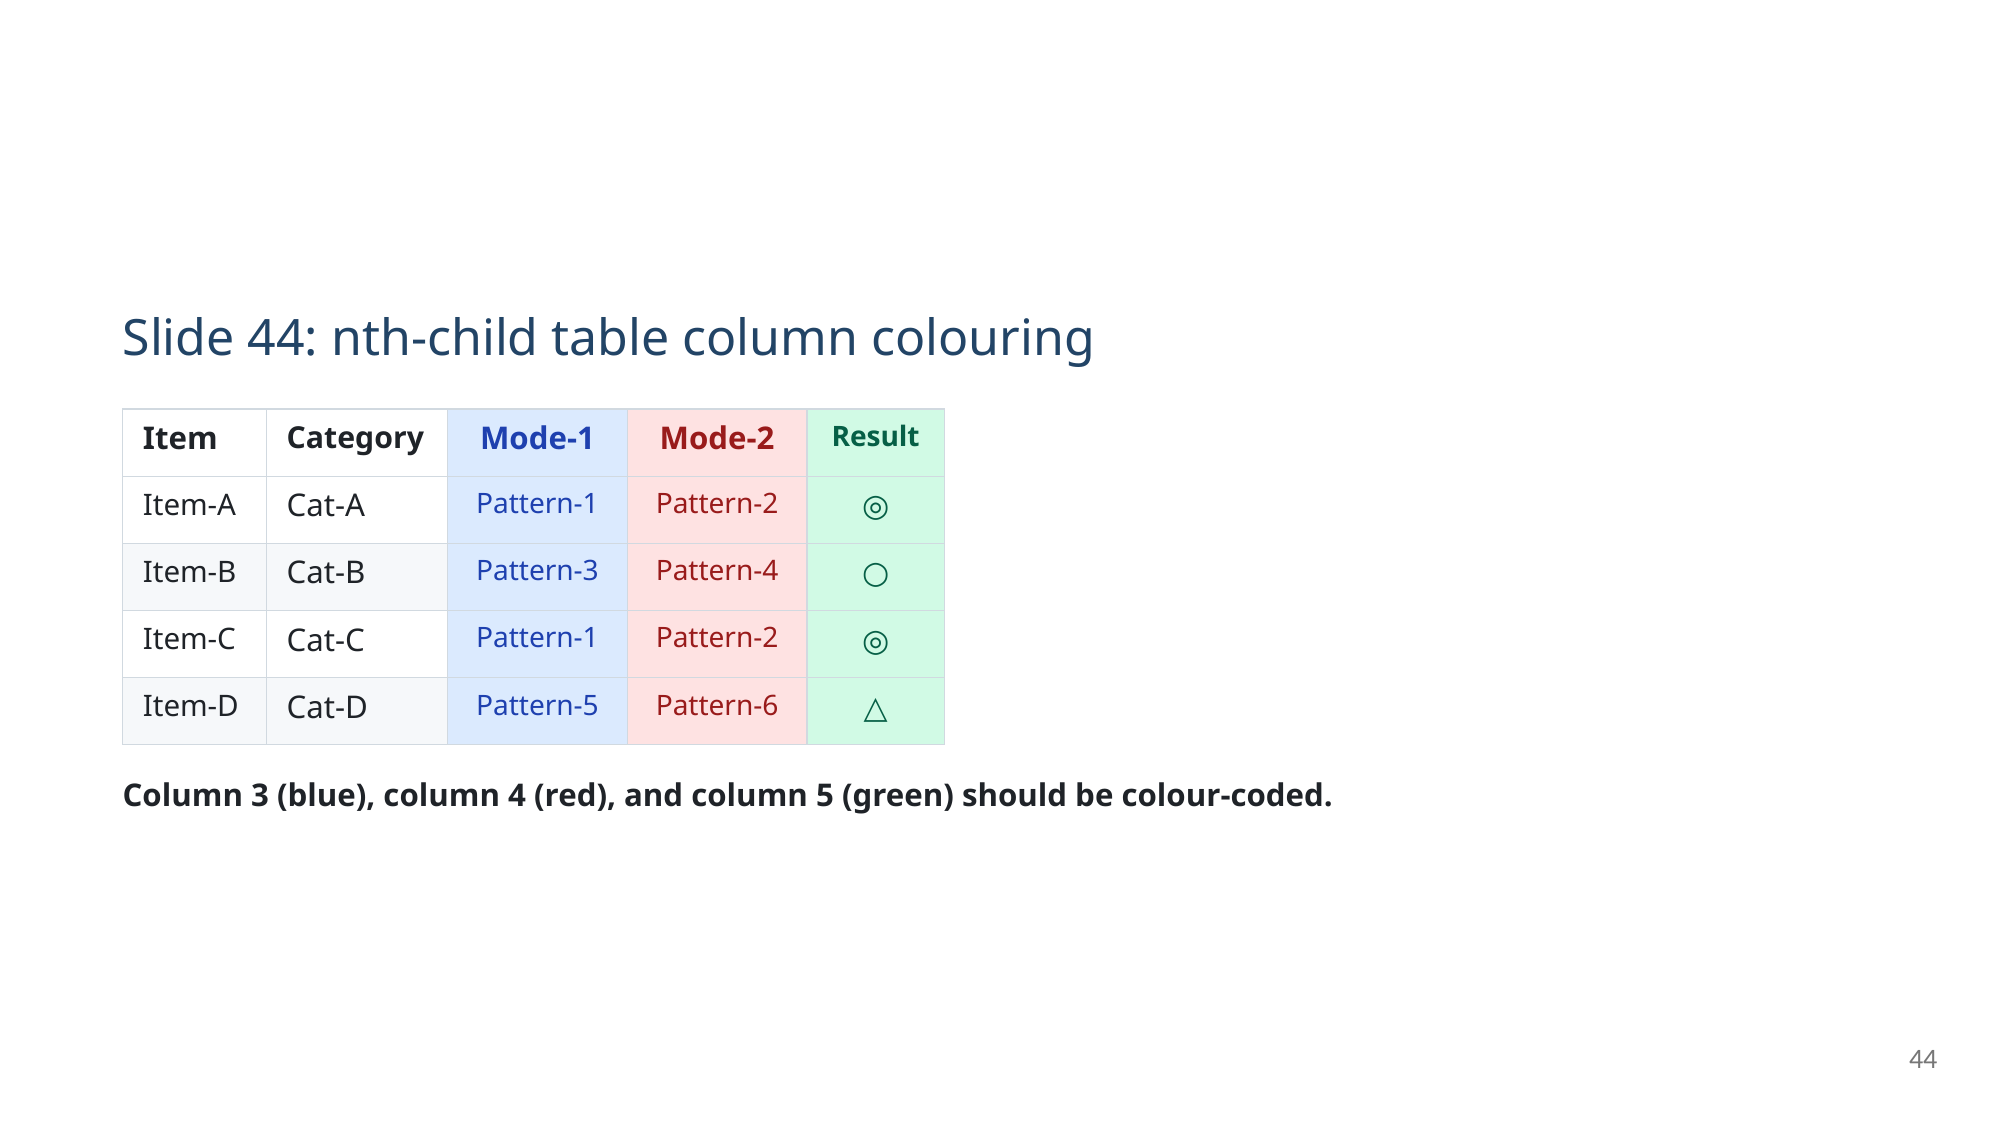 Slide 44: nth-child table column colouring
Item Category Mode-1 Mode-2 Result
Item-A Cat-A Pattern-1 Pattern-2 ◎
Item-B Cat-B Pattern-3 Pattern-4 ○
Item-C Cat-C Pattern-1 Pattern-2 ◎
Item-D Cat-D Pattern-5 Pattern-6 △
Column 3 (blue), column 4 (red), and column 5 (green) should be colour-coded.
44